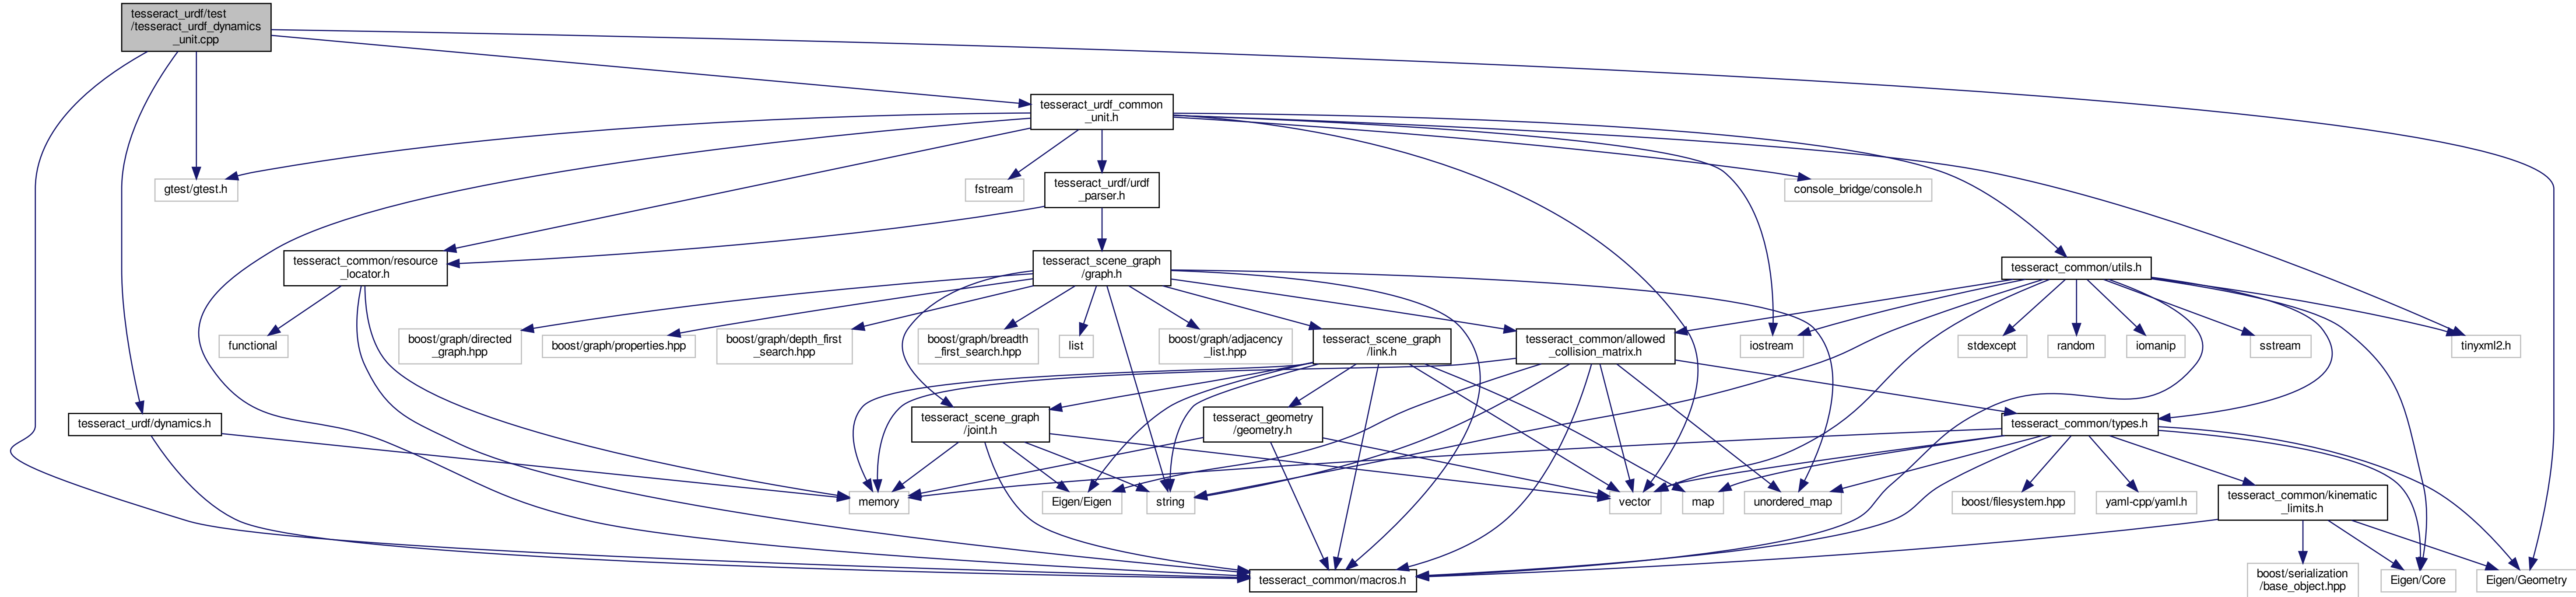 tesseract_urdf/test
/tesseract_urdf_dynamics
_unit.cpp
tesseract_urdf_common
_unit.h
gtest/gtest.h
fstream
tesseract_urdf/urdf
_parser.h
console_bridge/console.h
tesseract_common/resource
_locator.h
tesseract_scene_graph
/graph.h
tesseract_common/utils.h
functional
boost/graph/directed
_graph.hpp
boost/graph/properties.hpp
boost/graph/depth_first
_search.hpp
boost/graph/breadth
_first_search.hpp
list
boost/graph/adjacency
_list.hpp
tesseract_scene_graph
/link.h
tesseract_common/allowed
_collision_matrix.h
iostream
stdexcept
random
iomanip
sstream
tinyxml2.h
tesseract_urdf/dynamics.h
tesseract_scene_graph
/joint.h
tesseract_geometry
/geometry.h
tesseract_common/types.h
memory
Eigen/Eigen
string
vector
map
unordered_map
boost/filesystem.hpp
yaml-cpp/yaml.h
tesseract_common/kinematic
_limits.h
tesseract_common/macros.h
boost/serialization
/base_object.hpp
Eigen/Core
Eigen/Geometry